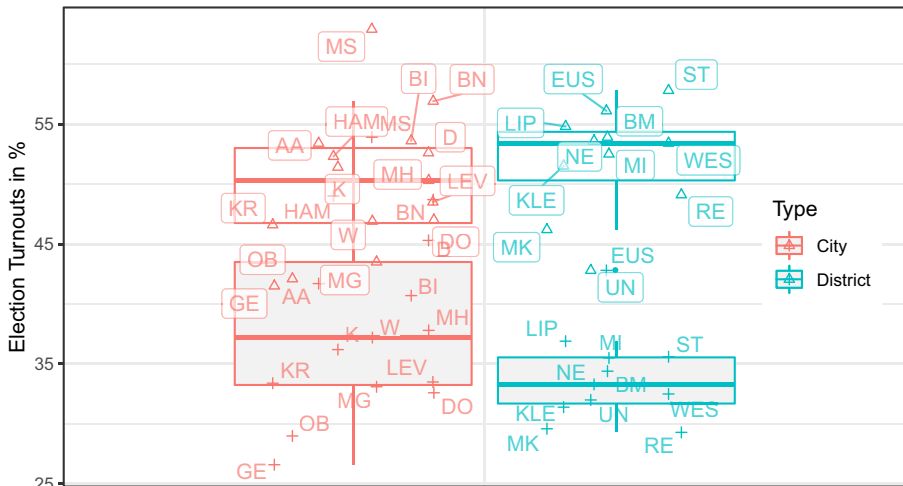 Election Turnouts in %
55
45
35
25
MS
BI
BN
HAM
MS
AA
D
MH
LEV
K
KR
HAM
BN
W
DO
D
OB
MG
GE
AA
BI
K
W
MH
KR
LEV
MG
DO
OB
GE
EUS
ST
LIP
BM
NE
MI
WES
KLE
RE
MK
EUS
UN
LIP
MI
ST
NE
BM
KLE
UN
WES
MK
RE
Type
City
District